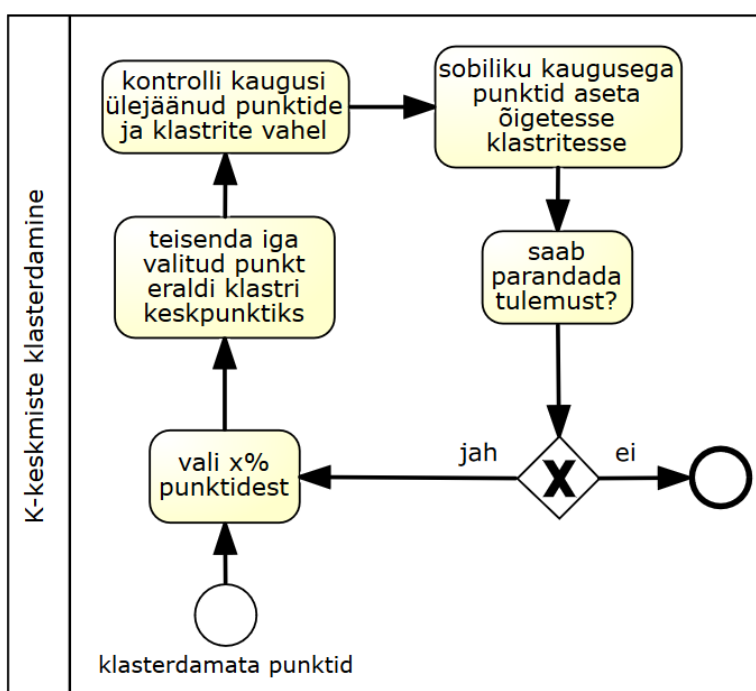 K-keskmiste klasterdamine
kontrolli kaugusi
ülejäänud punktide
ja klastrite vahel
sobiliku kaugusega
punktid aseta
õigetesse
klastritesse
teisenda iga
valitud punkt
eraldi klastri
keskpunktiks
saab
parandada
tulemust?
vali x%
punktidest
jah
X
ei
klasterdamata punktid